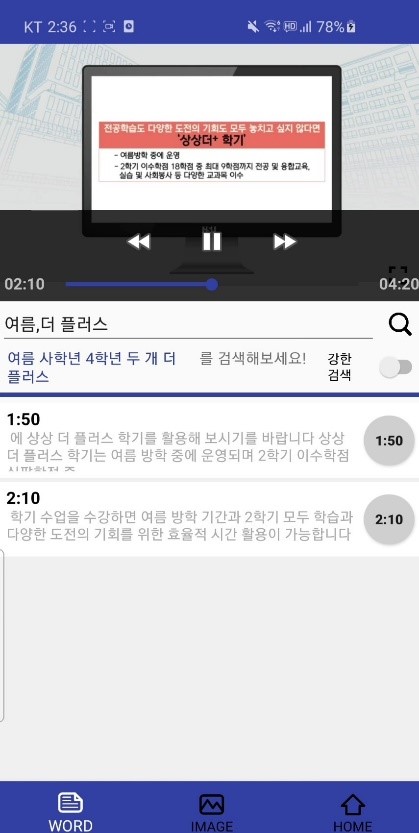 KT 2:36
HD
78%
전공학습도 다양한 도전의 기회도 모두 놓치고 싶지 않다면
'상상더+ 학기'
- 여름방학 중에 운영
- 2학기 이수학점 18학점 중 최대 9학점까지 전공 및 융합교육,
실습 및 사회봉사 등 다양한 교과목 이수
02:10
04:20
여름,더 플러스
여름 사학년 4학년 두 개 더 플러스
를 검색해보세요!
강한
검색
1:50
에 상상 더 플러스 학기를 활용해 보시기를 바랍니다 상상
더 플러스 학기는 여름 방학 중에 운영되며 2학기 이수학점
1:50
2:10
학기 수업을 수강하면 여름 방학 기간과 2학기 모두 학습과
다양한 도전의 기회를 위한 효율적 시간 활용이 가능합니다
2:10
WORD
IMAGE
HOME